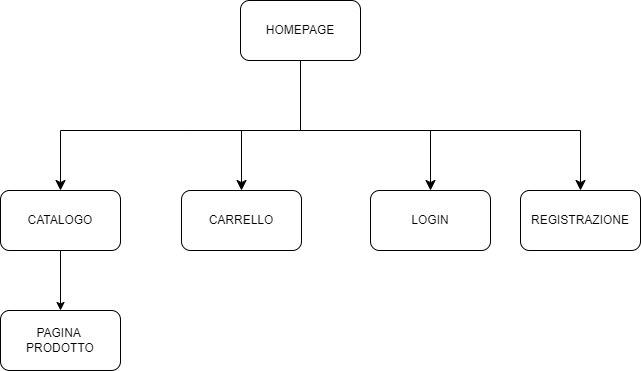 HOMEPAGE
CATALOGO
CARRELLO
LOGIN
REGISTRAZIONE
PAGINA
PRODOTTO